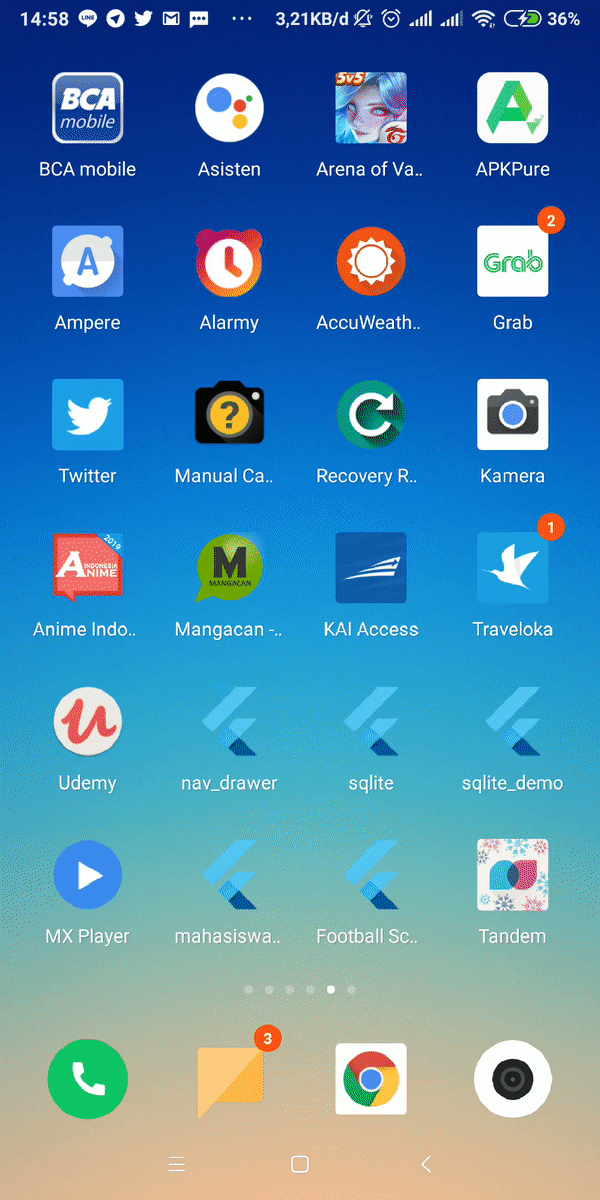 14:58 LINE ... 3,21KB/d 36%
BCA
mobile
5v5
BCA mobile Asisten Arena of Va.. APKPure
2
A
Grab
Ampere Alarmy AccuWeath.. Grab
?
Twitter Manual Ca.. Recovery R.. Kamera
2019
1
A INDONESIA
NIME
M
MANGACAN
Anime Indo.. Mangacan -.. KAI Access Traveloka
u
Udemy nav_drawer sqlite sqlite_demo
MX Player mahasiswa.. Football Sc.. Tandem
3